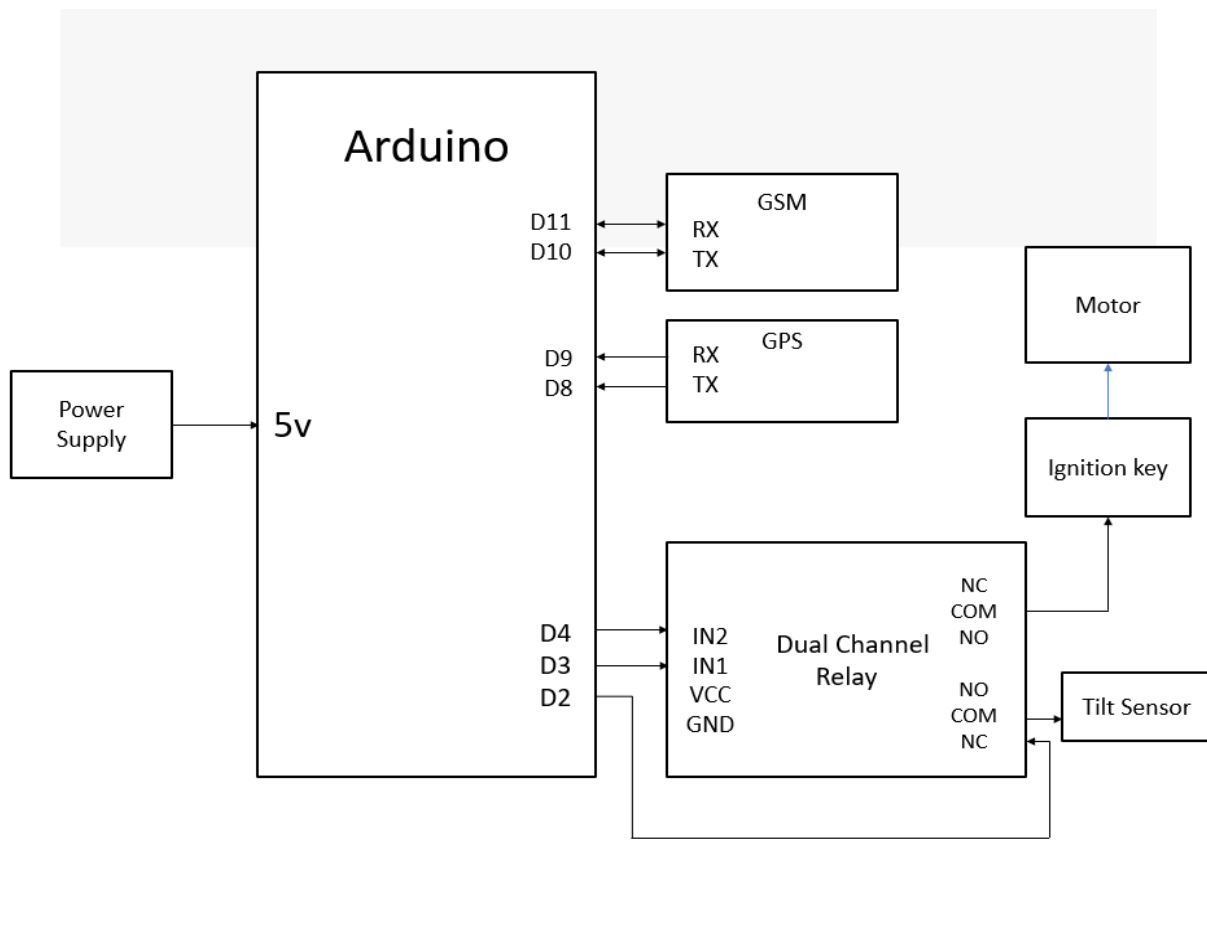 Arduino
D11
D10
D9
D8
5v
D4
D3
D2
Power
Supply
GSM
RX
TX
GPS
RX
TX
Motor
Ignition key
IN2
IN1
VCC
GND
Dual Channel
Relay
NC
COM
NO
NO
COM
NC
Tilt Sensor